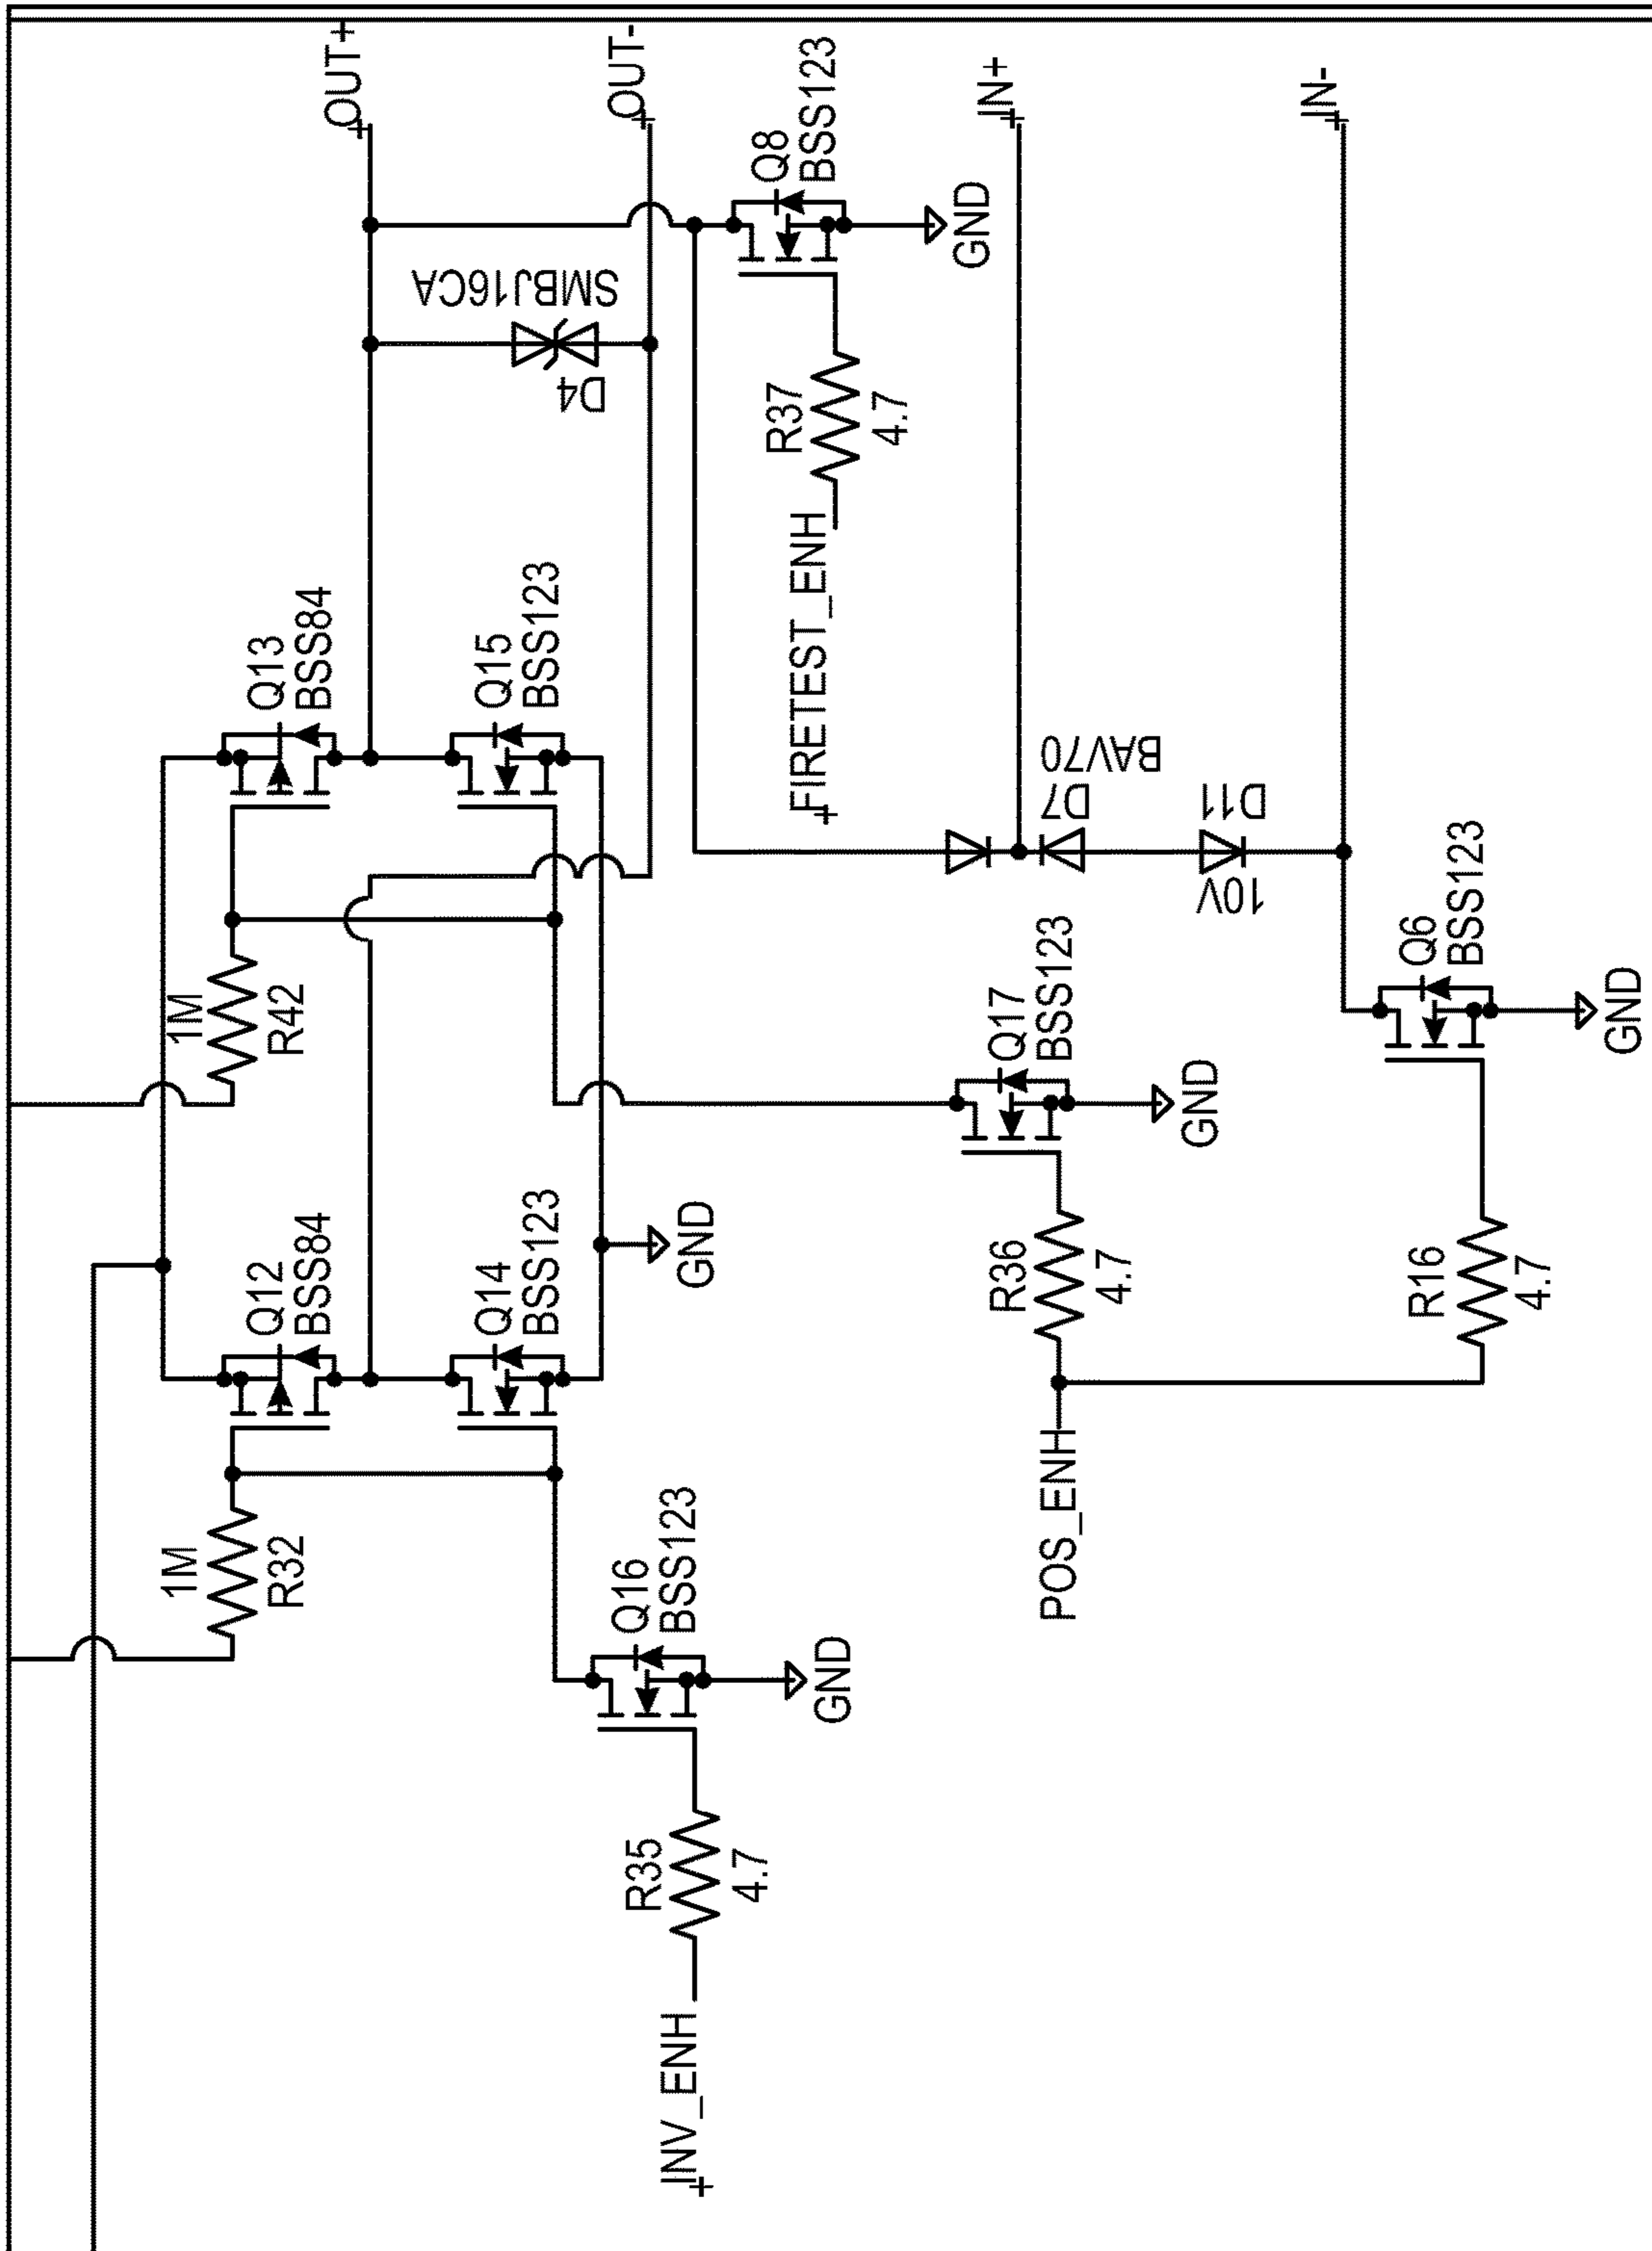 OUT+
OUT-
IN+
IN-
Q8
BSS123
GND
SMBJ16CA
D4
R37
4.7
FIRETEST_ENH
Q13
BSS84
Q15
BSS123
BAV70
D7
D11
10V
Q6
BSS123
GND
1M
R42
Q17
BSS123
GND
Q12
BSS84
Q14
BSS123
GND
R36
4.7
R16
4.7
POS_ENH
1M
R32
Q16
BSS123
GND
R35
4.7
INV_ENH